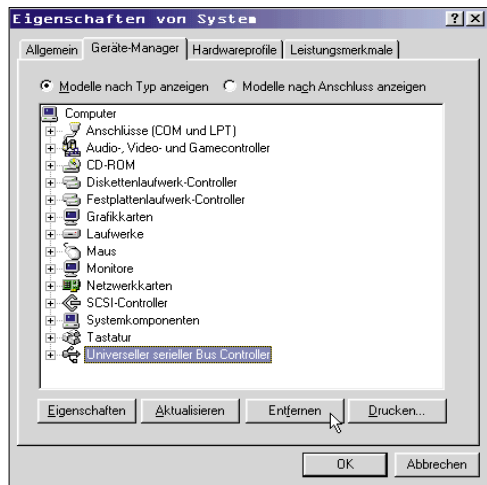 Eigenschaften von System
Allgemein Geräte-Manager Hardwareprofile Leistungsmerkmale
Modelle nach Typ anzeigen Modelle nach Anschluss anzeigen
Computer
Anschlüsse (COM und LPT)
Audio-, Video- und Gamecontroller
CD-ROM
Diskettenlaufwerk-Controller
Festplattenlaufwerk-Controller
Grafikkarten
Laufwerke
Maus
Monitore
Netzwerkkarten
SCSI-Controller
Systemkomponenten
Tastatur
Universeller serieller Bus Controller
Eigenschaften Aktualisieren Entfernen Drucken...
OK Abbrechen